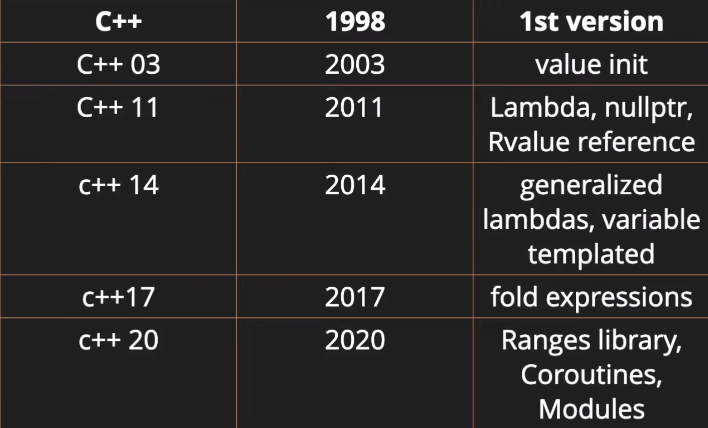 C++ 1998 1st version
C++ 03 2003 value init
C++ 11 2011 Lambda, nullptr,
Rvalue reference
c++ 14 2014 generalized
lambdas, variable
templated
c++17 2017 fold expressions
c++ 20 2020 Ranges library,
Coroutines,
Modules